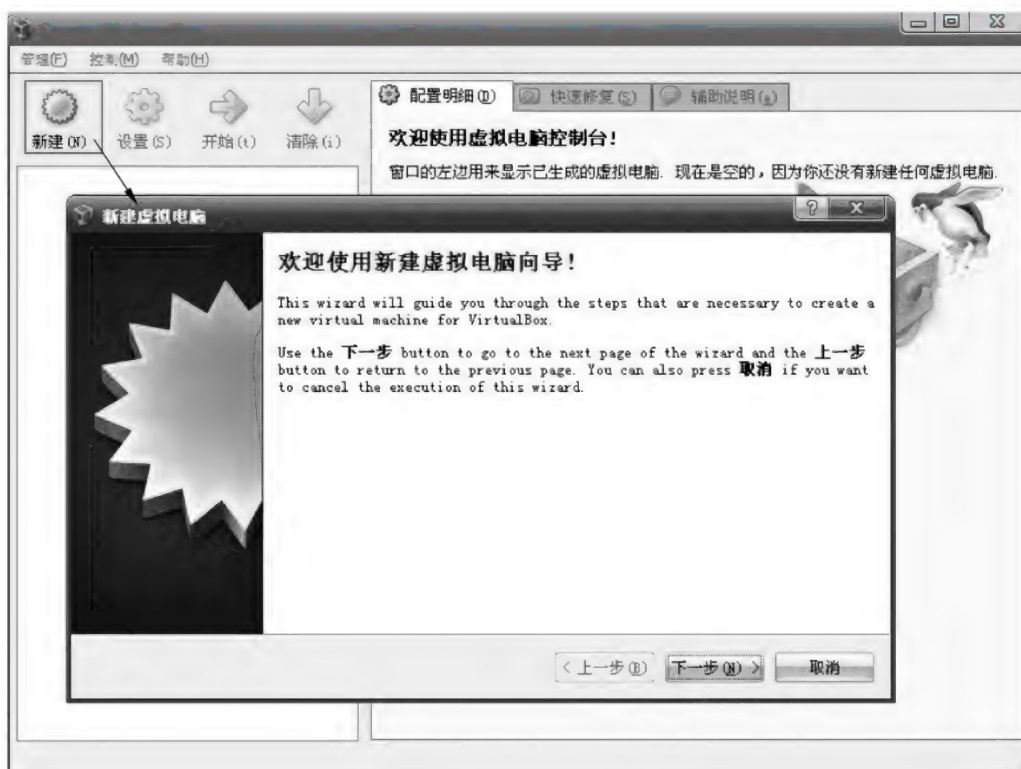 管理(F) 控制(M) 帮助(H)
新建(N) 设置(S) 开始(t) 清除(i)
配置明细(D) 快速修复(S) 辅助说明(a)
欢迎使用虚拟电脑控制台!
窗口的左边用来显示已生成的虚拟电脑. 现在是空的,因为你还没有新建任何虚拟电脑.
新建虚拟电脑
欢迎使用新建虚拟电脑向导!
This wizard will guide you through the steps that are necessary to create a
new virtual machine for VirtualBox.
Use the 下一步 button to go to the next page of the wizard and the 上一步
button to return to the previous page. You can also press 取消 if you want
to cancel the execution of this wizard.
< 上一步(B) 下一步(N) > 取消